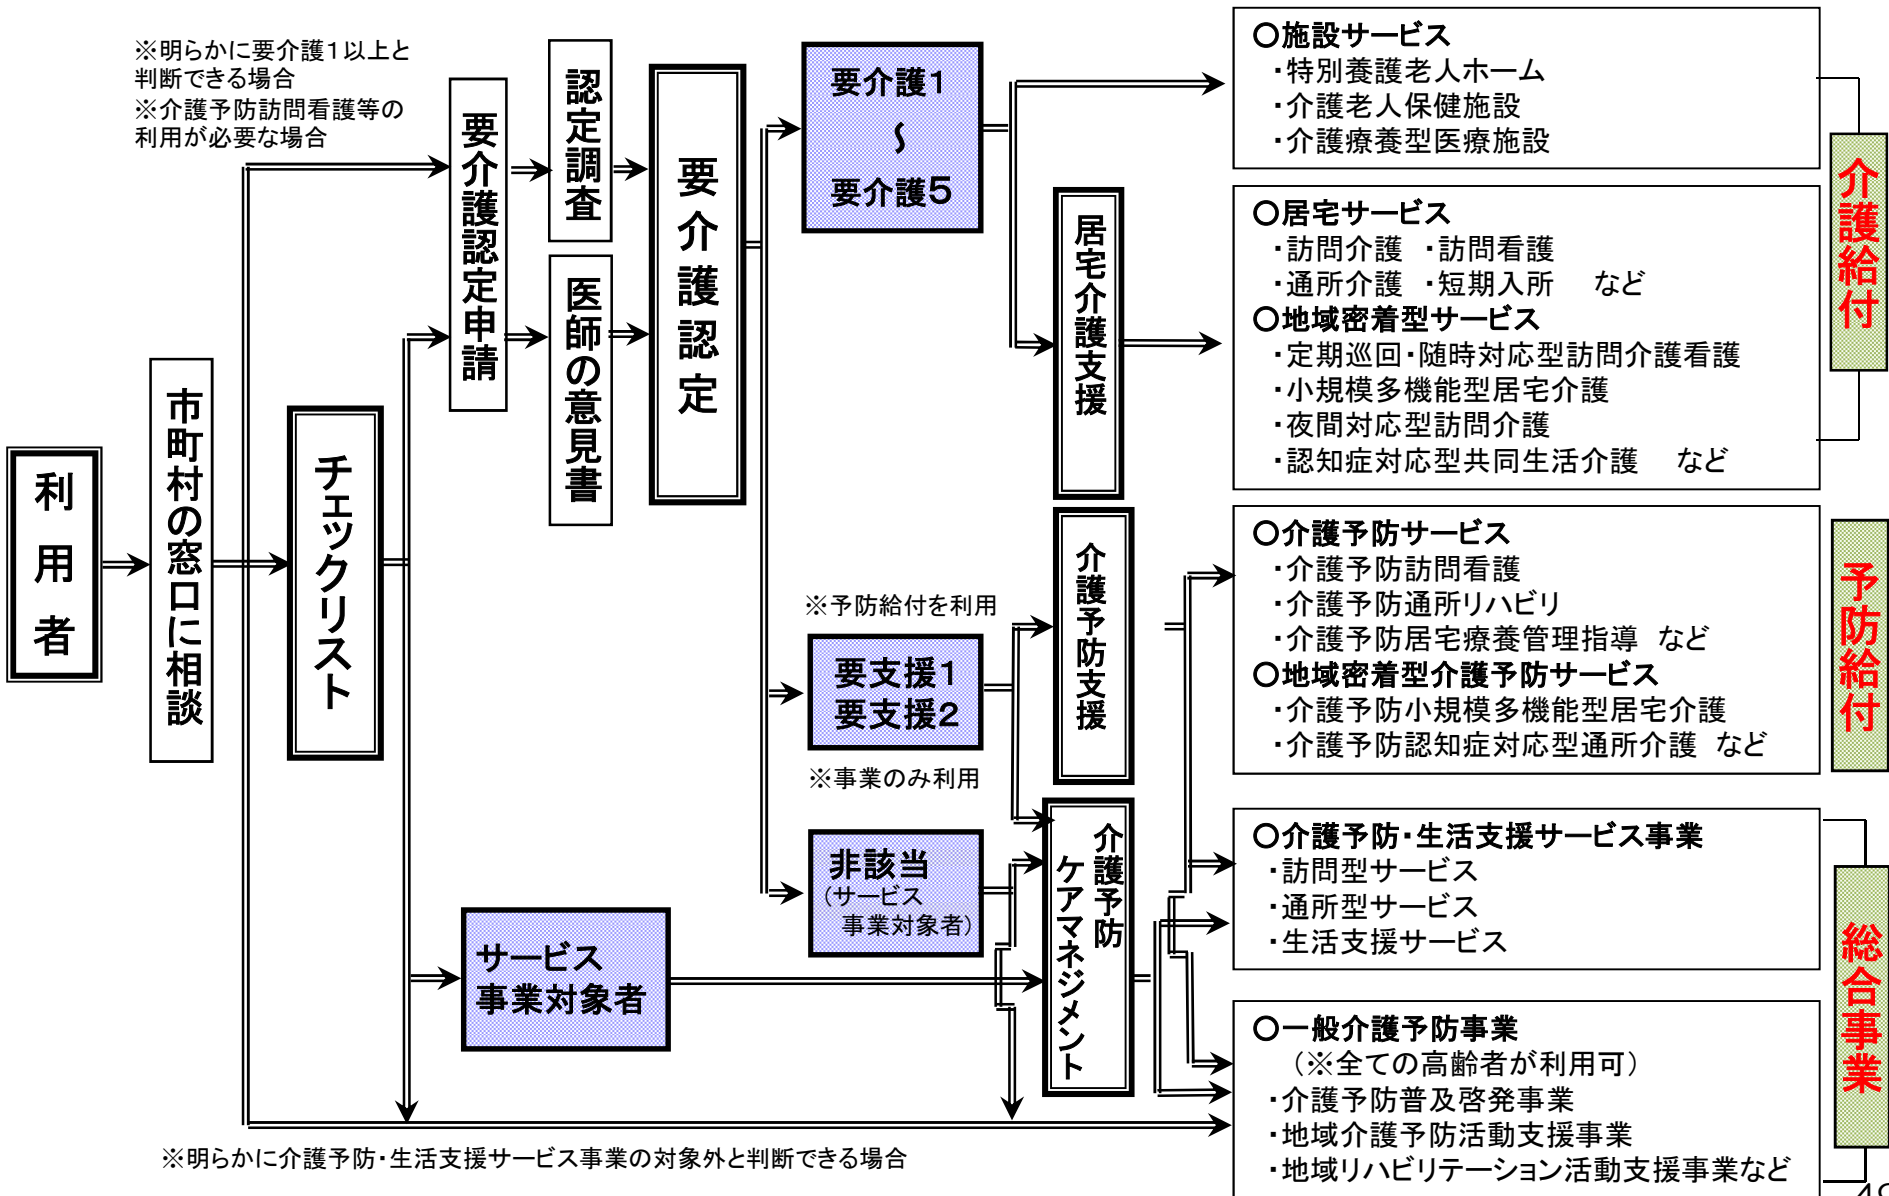 ※明らかに要介護1以上と
判断できる場合
※介護予防訪問看護等の
利用が必要な場合
利用者
市町村の窓口に相談
チェックリスト
要介護認定申請
認定調査
医師の意見書
要介護認定
要介護1
～
要介護5
※予防給付を利用
要支援1
要支援2
※事業のみ利用
非該当
(サービス
事業対象者)
サービス
事業対象者
居宅介護支援
介護予防支援
介護予防
ケアマネジメント
○施設サービス
・特別養護老人ホーム
・介護老人保健施設
・介護療養型医療施設
○居宅サービス
・訪問介護 ・訪問看護
・通所介護 ・短期入所 など
○地域密着型サービス
・定期巡回・随時対応型訪問介護看護
・小規模多機能型居宅介護
・夜間対応型訪問介護
・認知症対応型共同生活介護 など
介護給付
○介護予防サービス
・介護予防訪問看護
・介護予防通所リハビリ
・介護予防居宅療養管理指導 など
○地域密着型介護予防サービス
・介護予防小規模多機能型居宅介護
・介護予防認知症対応型通所介護 など
予防給付
○介護予防・生活支援サービス事業
・訪問型サービス
・通所型サービス
・生活支援サービス
○一般介護予防事業
(※全ての高齢者が利用可)
・介護予防普及啓発事業
・地域介護予防活動支援事業
・地域リハビリテーション活動支援事業など
総合事業
※明らかに介護予防・生活支援サービス事業の対象外と判断できる場合